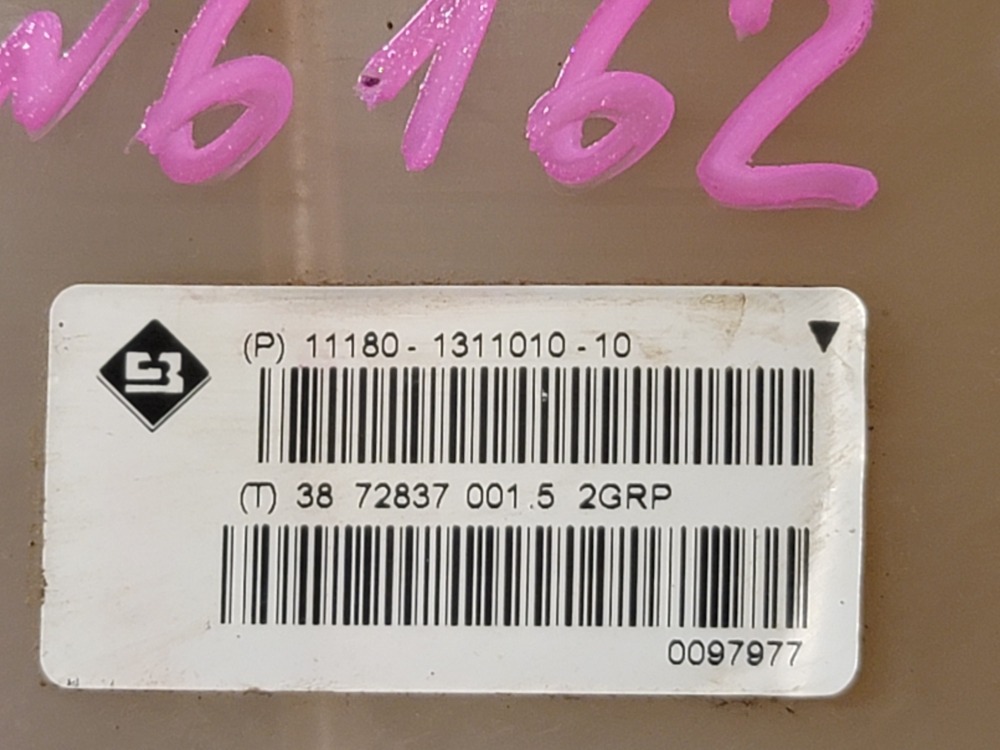 6162
(P) 11180 - 1311010 - 10
(T) 38 72837 001.5 2GRP
0097977